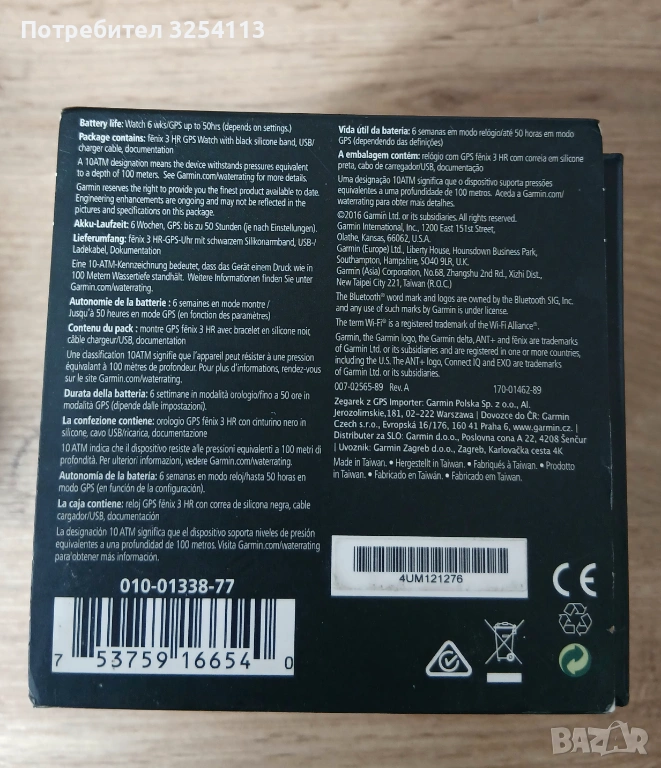 Потребител 3254113
Battery life: Watch 6 wks/GPS up to 50hrs (depends on settings.)
Package contains: fēnix 3 HR GPS Watch with black silicone band, USB/
charger cable, documentation
A 10ATM designation means the device withstands pressures equivalent
to a depth of 100 meters. See Garmin.com/waterrating for more details.
Garmin reserves the right to provide you the finest product available to date.
Engineering enhancements are ongoing and may not be reflected in the
pictures and specifications on this package.
Akku-Laufzeit: 6 Wochen, GPS: bis zu 50 Stunden (je nach Einstellungen).
Lieferumfang: fēnix 3 HR-GPS-Uhr mit schwarzem Silikonarmband, USB-/
Ladekabel, Dokumentation
Eine 10-ATM-Kennzeichnung bedeutet, dass das Gerät einem Druck wie in
100 Metern Wassertiefe standhält. Weitere Informationen finden Sie unter
Garmin.com/waterrating.
Autonomie de la batterie : 6 semaines en mode montre /
Jusqu'à 50 heures en mode GPS (en fonction des paramètres)
Contenu du pack : montre GPS fēnix 3 HR avec bracelet en silicone noir,
câble chargeur/USB, documentation
Une classification 10ATM signifie que l'appareil peut résister à une pression
équivalant à 100 mètres de profondeur. Pour plus d'informations, rendez-vous
sur le site Garmin.com/waterrating.
Durata della batteria: 6 settimane in modalità orologio/fino a 50 ore in
modalità GPS (dipende dalle impostazioni).
La confezione contiene: orologio GPS fēnix 3 HR con cinturino nero in
silicone, cavo USB/ricarica, documentazione
10 ATM indica che il dispositivo resiste alle pressioni equivalenti a 100 metri di
profondità. Per ulteriori informazioni, vedere Garmin.com/waterrating.
Autonomía de la batería: 6 semanas en modo reloj/hasta 50 horas en
modo GPS (en función de la configuración).
La caja contiene: reloj GPS fēnix 3 HR con correa de silicona negra, cable
cargador/USB, documentación
La designación 10 ATM significa que el dispositivo soporta niveles de presión
equivalentes a una profundidad de 100 metros. Visita Garmin.com/waterrating
para obtener más información.
010-01338-77
7 53759 16654 0
Vida útil da bateria: 6 semanas em modo relógio/até 50 horas em modo
GPS (dependendo das definições)
A embalagem contém: relógio com GPS fēnix 3 HR com correia em silicone
preta, cabo de carregador/USB, documentação
Uma designação 10ATM significa que o dispositivo suporta pressões
equivalentes a uma profundidade de 100 metros. Aceda a Garmin.com/
waterrating para obter mais detalhes.
©2016 Garmin Ltd. or its subsidiaries. All rights reserved.
Garmin International, Inc., 1200 East 151st Street,
Olathe, Kansas, 66062, U.S.A.
Garmin (Europe) Ltd., Liberty House, Hounsdown Business Park,
Southampton, Hampshire, SO40 9LR, U.K.
Garmin (Asia) Corporation, No.68, Zhangshu 2nd Rd., Xizhi Dist.,
New Taipei City 221, Taiwan (R.O.C.)
The Bluetooth® word mark and logos are owned by the Bluetooth SIG, Inc.
and any use of such marks by Garmin is under license.
The term Wi-Fi® is a registered trademark of the Wi-Fi Alliance®.
Garmin, the Garmin logo, the Garmin delta, ANT+ and fēnix are trademarks
of Garmin Ltd. or its subsidiaries and are registered in one or more countries,
including the U.S. The ANT+ logo, Connect IQ and EXO are trademarks
of Garmin Ltd. or its subsidiaries.
007-02565-89 Rev. A 170-01462-89
Zegarek z GPS Importer: Garmin Polska Sp. z o.o., Al.
Jerozolimskie,181, 02-222 Warszawa | Dovozce do ČR: Garmin
Czech s.r.o., Evropská 16/176, 160 41 Praha 6, www.garmin.cz. |
Distributer za SLO: Garmin d.o.o., Poslovna cona A 22, 4208 Šenčur
| Uvoznik: Garmin Zagreb d.o.o., Zagreb, Karlovačka cesta 4K
Made in Taiwan. • Hergestellt in Taiwan. • Fabriqués à Taiwan. • Prodotto
in Taiwan. • Fabricado en Taiwán. • Fabricado em Taiwan.
4UM121276
CE
BAZAR